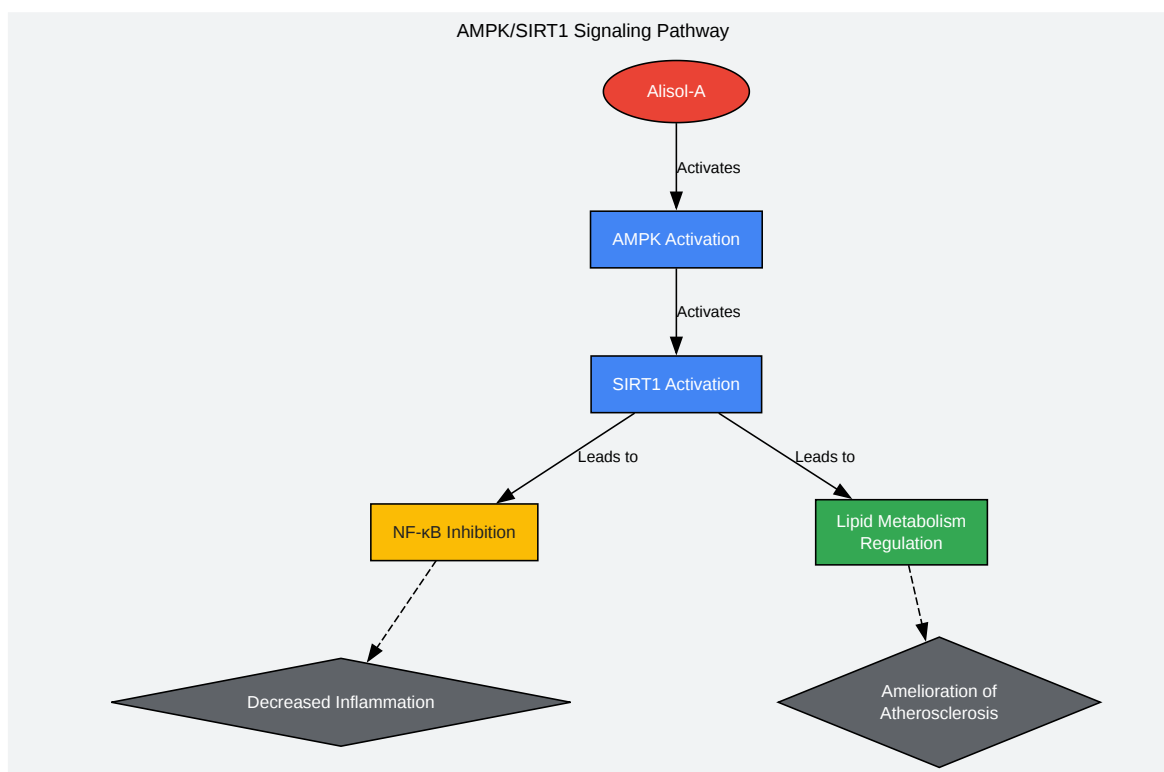 AMPK/SIRT1 Signaling Pathway
Alisol-A
Activates
AMPK Activation
Activates
SIRT1 Activation
Leads to
Leads to
NF-κB Inhibition
Lipid Metabolism
Regulation
Decreased Inflammation
Amelioration of
Atherosclerosis